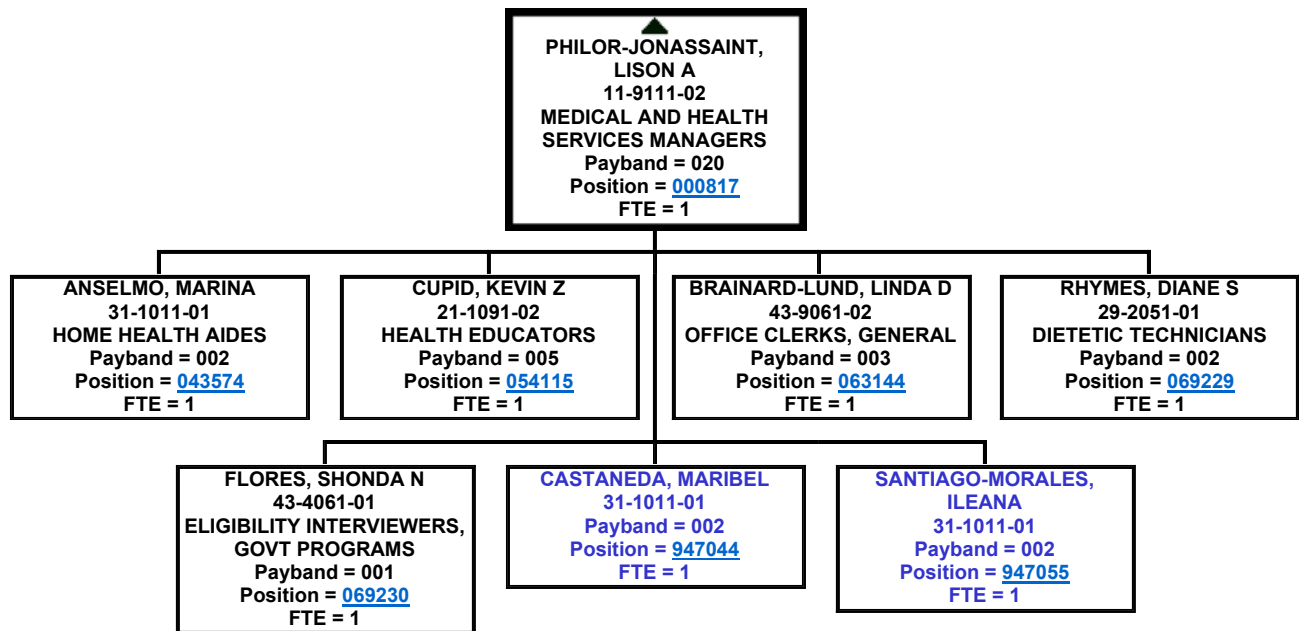 PHILOR-JONASSAINT,
LISON A
11-9111-02
MEDICAL AND HEALTH
SERVICES MANAGERS
Payband = 020
Position = 000817
FTE = 1
ANSELMO, MARINA
31-1011-01
HOME HEALTH AIDES
Payband = 002
Position = 043574
FTE = 1
CUPID, KEVIN Z
21-1091-02
HEALTH EDUCATORS
Payband = 005
Position = 054115
FTE = 1
BRAINARD-LUND, LINDA D
43-9061-02
OFFICE CLERKS, GENERAL
Payband = 003
Position = 063144
FTE = 1
RHYMES, DIANE S
29-2051-01
DIETETIC TECHNICIANS
Payband = 002
Position = 069229
FTE = 1
FLORES, SHONDA N
43-4061-01
ELIGIBILITY INTERVIEWERS,
GOVT PROGRAMS
Payband = 001
Position = 069230
FTE = 1
CASTANEDA, MARIBEL
31-1011-01
Payband = 002
Position = 947044
FTE = 1
SANTIAGO-MORALES,
ILEANA
31-1011-01
Payband = 002
Position = 947055
FTE = 1